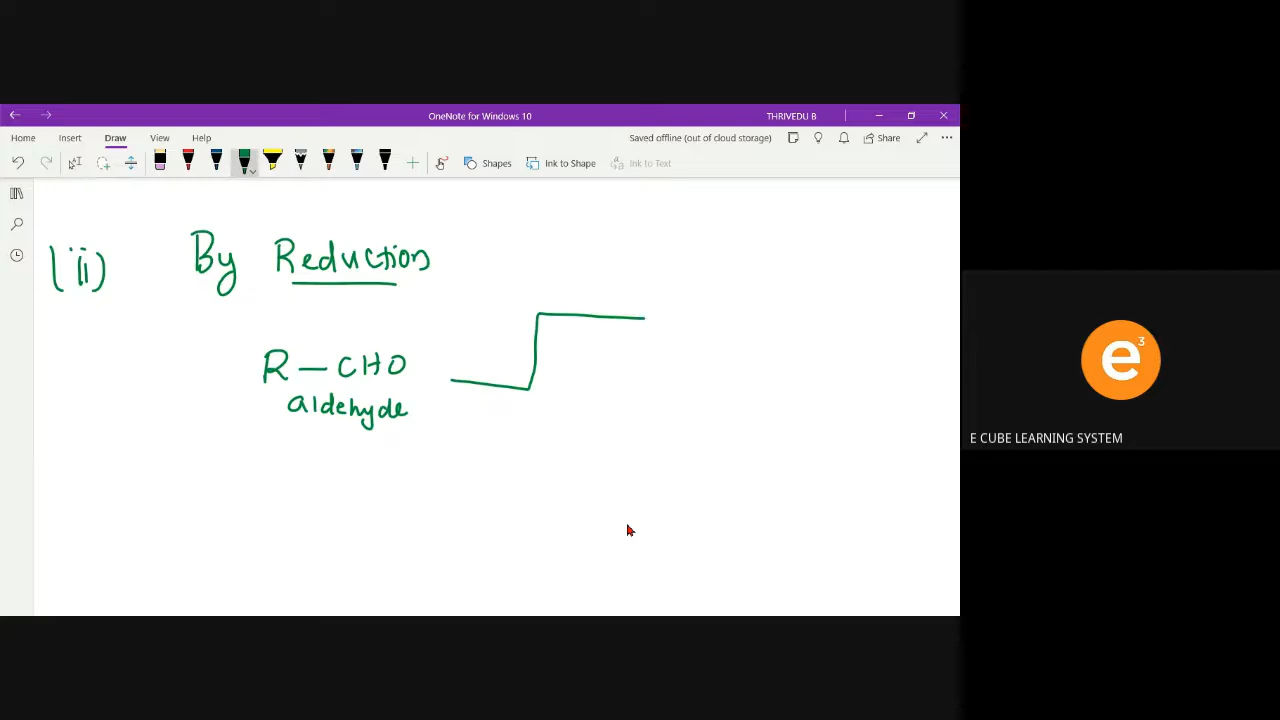 OneNote for Windows 10
THRIVEDU B
Home Insert Draw View Help
Saved offline (out of cloud storage)
Share
Shapes
Ink to Shape
Ink to Text
(ii) By Reduction
R — CHO
aldehyde
e3
E CUBE LEARNING SYSTEM